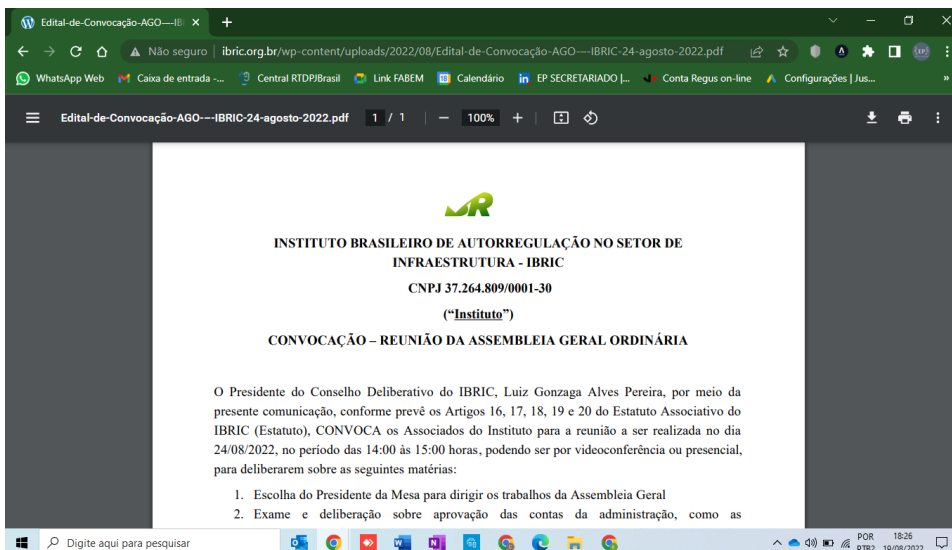 Edital-de-Convocação-AGO-—-IB
Não seguro | ibric.org.br/wp-content/uploads/2022/08/Edital-de-Convocação-AGO-—-IBRIC-24-agosto-2022.pdf
WhatsApp Web Caixa de entrada -... Central RTDPJBrasil Link FABEM Calendário EP SECRETARIADO |... Conta Regus on-line Configurações | Jus... »
Edital-de-Convocação-AGO-—-IBRIC-24-agosto-2022.pdf 1 / 1 | − 100% +
INSTITUTO BRASILEIRO DE AUTORREGULAÇÃO NO SETOR DE
INFRAESTRUTURA - IBRIC
CNPJ 37.264.809/0001-30
(“Instituto”)
CONVOCAÇÃO – REUNIÃO DA ASSEMBLEIA GERAL ORDINÁRIA
O Presidente do Conselho Deliberativo do IBRIC, Luiz Gonzaga Alves Pereira, por meio da
presente comunicação, conforme prevê os Artigos 16, 17, 18, 19 e 20 do Estatuto Associativo do
IBRIC (Estatuto), CONVOCA os Associados do Instituto para a reunião a ser realizada no dia
24/08/2022, no período das 14:00 às 15:00 horas, podendo ser por videoconferência ou presencial,
para deliberarem sobre as seguintes matérias:
1. Escolha do Presidente da Mesa para dirigir os trabalhos da Assembleia Geral
2. Exame e deliberação sobre aprovação das contas da administração, como as
Digite aqui para pesquisar
POR 18:26
PTB2 19/08/2022